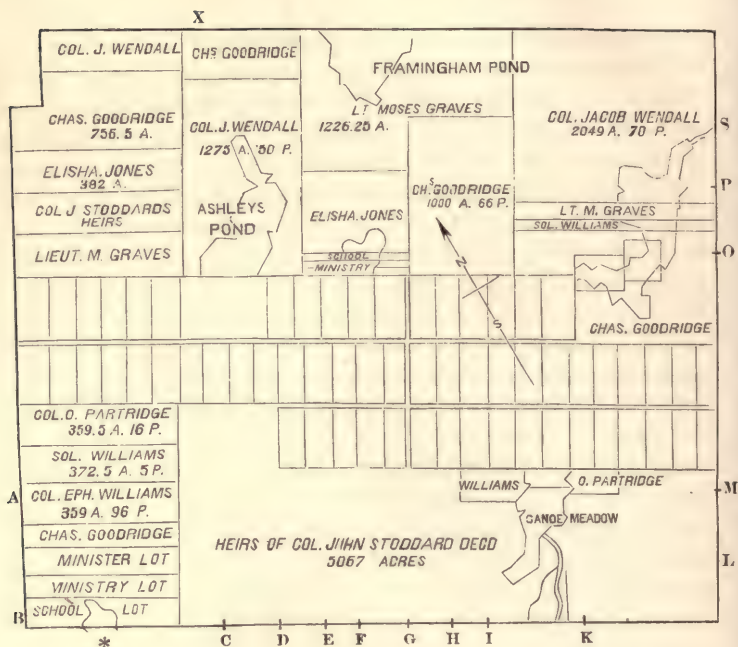 X
COL. J. WENDALL
CHAS. GOODRIDGE
756.5 A.
ELISHA. JONES
382 A.
COL J STODDARDS
HEIRS
LIEUT. M. GRAVES
CHS GOODRIDGE
COL. J. WENDALL
1275 A. 50 P.
ASHLEYS
POND
FRAMINGHAM POND
LT. MOSES GRAVES
1226.25 A.
ELISHA. JONES
SCHOOL
MINISTRY
CHS. GOODRIDGE
1000 A. 66 P.
N
S
COL. JACOB WENDALL
2049 A. 70 P.
LT. M. GRAVES
SOL. WILLIAMS
CHAS. GOODRIDGE
S
P
O
COL. O. PARTRIDGE
359.5 A. 16 P.
SOL. WILLIAMS
372.5 A. 5 P.
COL. EPH. WILLIAMS
359 A. 96 P.
CHAS. GOODRIDGE
MINISTER LOT
MINISTRY LOT
SCHOOL LOT
A
B
HEIRS OF COL. JOHN STODDARD DECD
5067 ACRES
WILLIAMS
O. PARTRIDGE
CANOE MEADOW
M
L
*
C
D
E
F
G
H
I
K